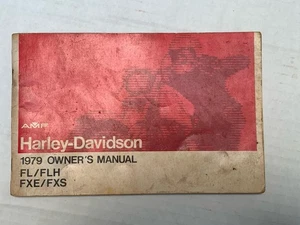 AMF
Harley-Davidson
1979 OWNER'S MANUAL
FL/FLH
FXE/FXS